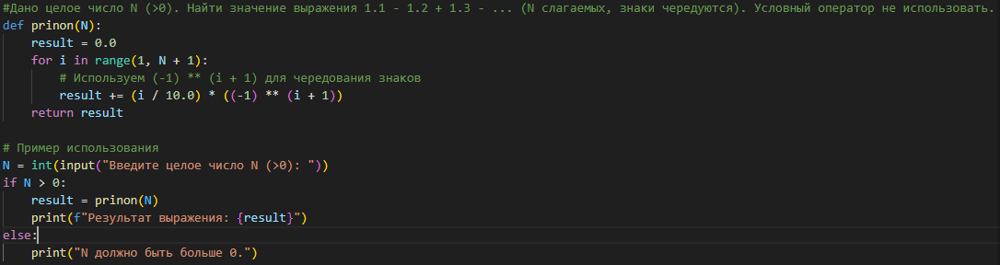 #Дано целое число N (>0). Найти значение выражения 1.1 - 1.2 + 1.3 - ... (N слагаемых, знаки чередуются). Условный оператор не использовать.
def prinon(N):
    result = 0.0
    for i in range(1, N + 1):
        # Используем (-1) ** (i + 1) для чередования знаков
        result += (i / 10.0) * ((-1) ** (i + 1))
    return result

# Пример использования
N = int(input("Введите целое число N (>0): "))
if N > 0:
    result = prinon(N)
    print(f"Результат выражения: {result}")
else:
    print("N должно быть больше 0.")